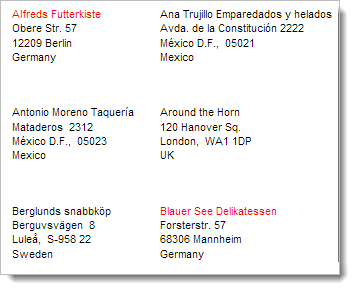 Alfreds Futterkiste
Obere Str. 57
12209 Berlin
Germany
Ana Trujillo Emparedados y helados
Avda. de la Constitución 2222
México D.F.,  05021
Mexico
Antonio Moreno Taquería
Mataderos  2312
México D.F.,  05023
Mexico
Around the Horn
120 Hanover Sq.
London,  WA1 1DP
UK
Berglunds snabbköp
Berguvsvägen  8
Luleå,  S-958 22
Sweden
Blauer See Delikatessen
Forsterstr. 57
68306 Mannheim
Germany